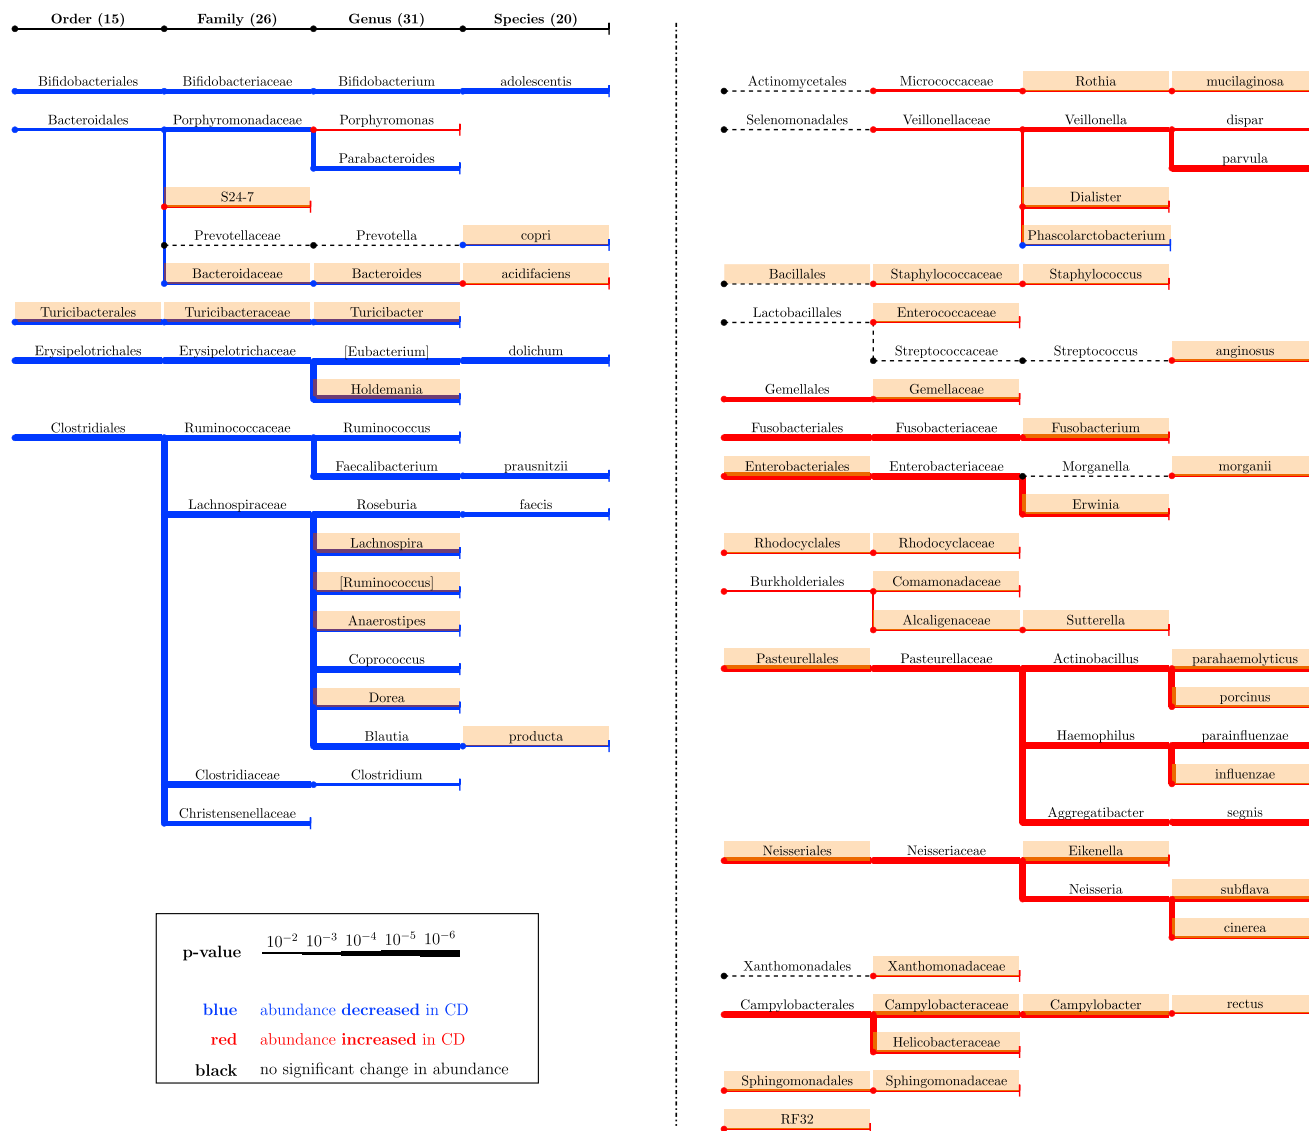 Order (15) Family (26) Genus (31) Species (20)
Bifidobacteriales Bifidobacteriaceae Bifidobacterium adolescentis
Bacteroidales Porphyromonadaceae Porphyromonas
Parabacteroides
S24-7
Prevotellaceae Prevotella copri
Bacteroidaceae Bacteroides acidifaciens
Turicibacterales Turicibacteraceae Turicibacter
Erysipelotrichales Erysipelotrichaceae [Eubacterium] dolichum
Holdemania
Clostridiales Ruminococcaceae Ruminococcus
Faecalibacterium prausnitzii
Lachnospiraceae Roseburia faecis
Lachnospira
[Ruminococcus]
Anaerostipes
Coprococcus
Dorea
Blautia producta
Clostridiaceae Clostridium
Christensenellaceae
p-value 10−2 10−3 10−4 10−5 10−6
blue abundance decreased in CD
red abundance increased in CD
black no significant change in abundance
Actinomycetales Micrococcaceae Rothia mucilaginosa
Selenomonadales Veillonellaceae Veillonella dispar
parvula
Dialister
Phascolarctobacterium
Bacillales Staphylococcaceae Staphylococcus
Lactobacillales Enterococcaceae
Streptococcaceae Streptococcus anginosus
Gemellales Gemellaceae
Fusobacteriales Fusobacteriaceae Fusobacterium
Enterobacteriales Enterobacteriaceae Morganella morganii
Erwinia
Rhodocyclales Rhodocyclaceae
Burkholderiales Comamonadaceae
Alcaligenaceae Sutterella
Pasteurellales Pasteurellaceae Actinobacillus parahaemolyticus
porcinus
Haemophilus parainfluenzae
influenzae
Aggregatibacter segnis
Neisseriales Neisseriaceae Eikenella
Neisseria subflava
cinerea
Xanthomonadales Xanthomonadaceae
Campylobacterales Campylobacteraceae Campylobacter rectus
Helicobacteraceae
Sphingomonadales Sphingomonadaceae
RF32